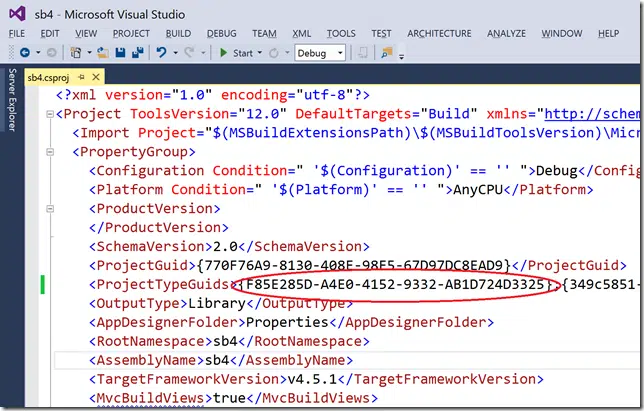 sb4 - Microsoft Visual Studio
FILE EDIT VIEW PROJECT BUILD DEBUG TEAM XML TOOLS TEST ARCHITECTURE ANALYZE WINDOW HELP
Start Debug
Server Explorer
sb4.csproj
<?xml version="1.0" encoding="utf-8"?>
<Project ToolsVersion="12.0" DefaultTargets="Build" xmlns="http://schem
<Import Project="$(MSBuildExtensionsPath)\$(MSBuildToolsVersion)\Micr
<PropertyGroup>
<Configuration Condition=" '$(Configuration)' == '' ">Debug</Config
<Platform Condition=" '$(Platform)' == '' ">AnyCPU</Platform>
<ProductVersion>
</ProductVersion>
<SchemaVersion>2.0</SchemaVersion>
<ProjectGuid>{770F76A9-8130-408F-98F5-67D97DC8EAD9}</ProjectGuid>
<ProjectTypeGuids>{F85E285D-A4E0-4152-9332-AB1D724D3325};{349c5851-
<OutputType>Library</OutputType>
<AppDesignerFolder>Properties</AppDesignerFolder>
<RootNamespace>sb4</RootNamespace>
<AssemblyName>sb4</AssemblyName>
<TargetFrameworkVersion>v4.5.1</TargetFrameworkVersion>
<MvcBuildViews>true</MvcBuildViews>